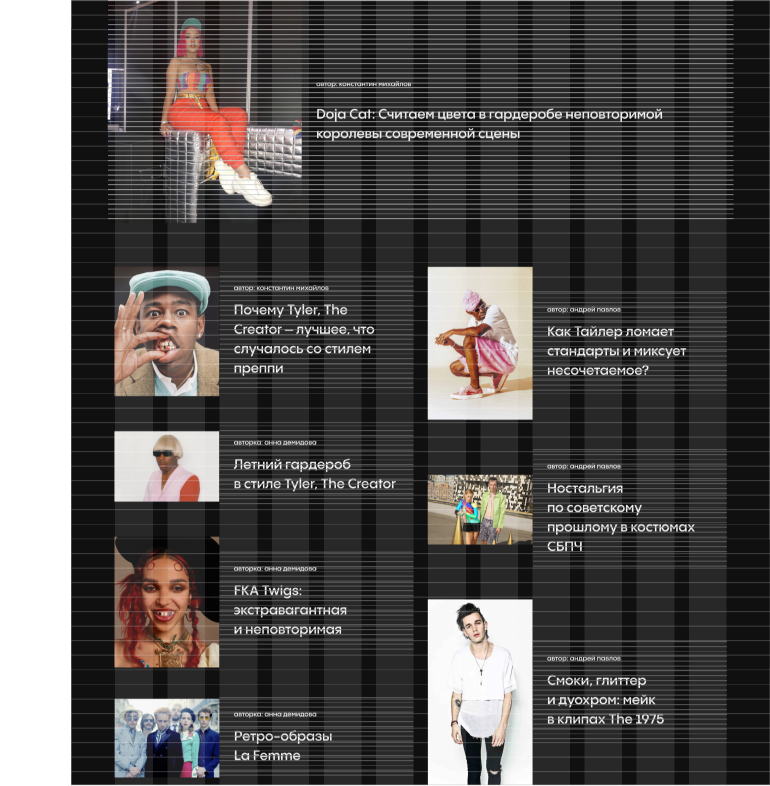 автор: константин михайлов
Doja Cat: Считаем цвета в гардеробе неповторимой
королевы современной сцены
автор: константин михайлов
Почему Tyler, The
Creator – лучшее, что
случалось со стилем
преппи
авторка: анна демидова
Летний гардероб
в стиле Tyler, The Creator
авторка: анна демидова
FKA Twigs:
экстравагантная
и неповторимая
авторка: анна демидова
Ретро-образы
La Femme
автор: андрей павлов
Как Тайлер ломает
стандарты и миксует
несочетаемое?
автор: андрей павлов
Ностальгия
по советскому
прошлому в костюмах
СБПЧ
автор: андрей павлов
Смоки, глиттер
и дуохром: мейк
в клипах The 1975